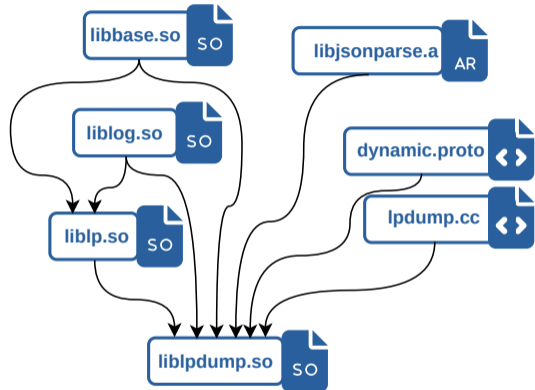 libbase.so
SO
libjsonparse.a
AR
liblog.so
SO
dynamic.proto
<>
lpdump.cc
<>
liblp.so
SO
liblpdump.so
SO